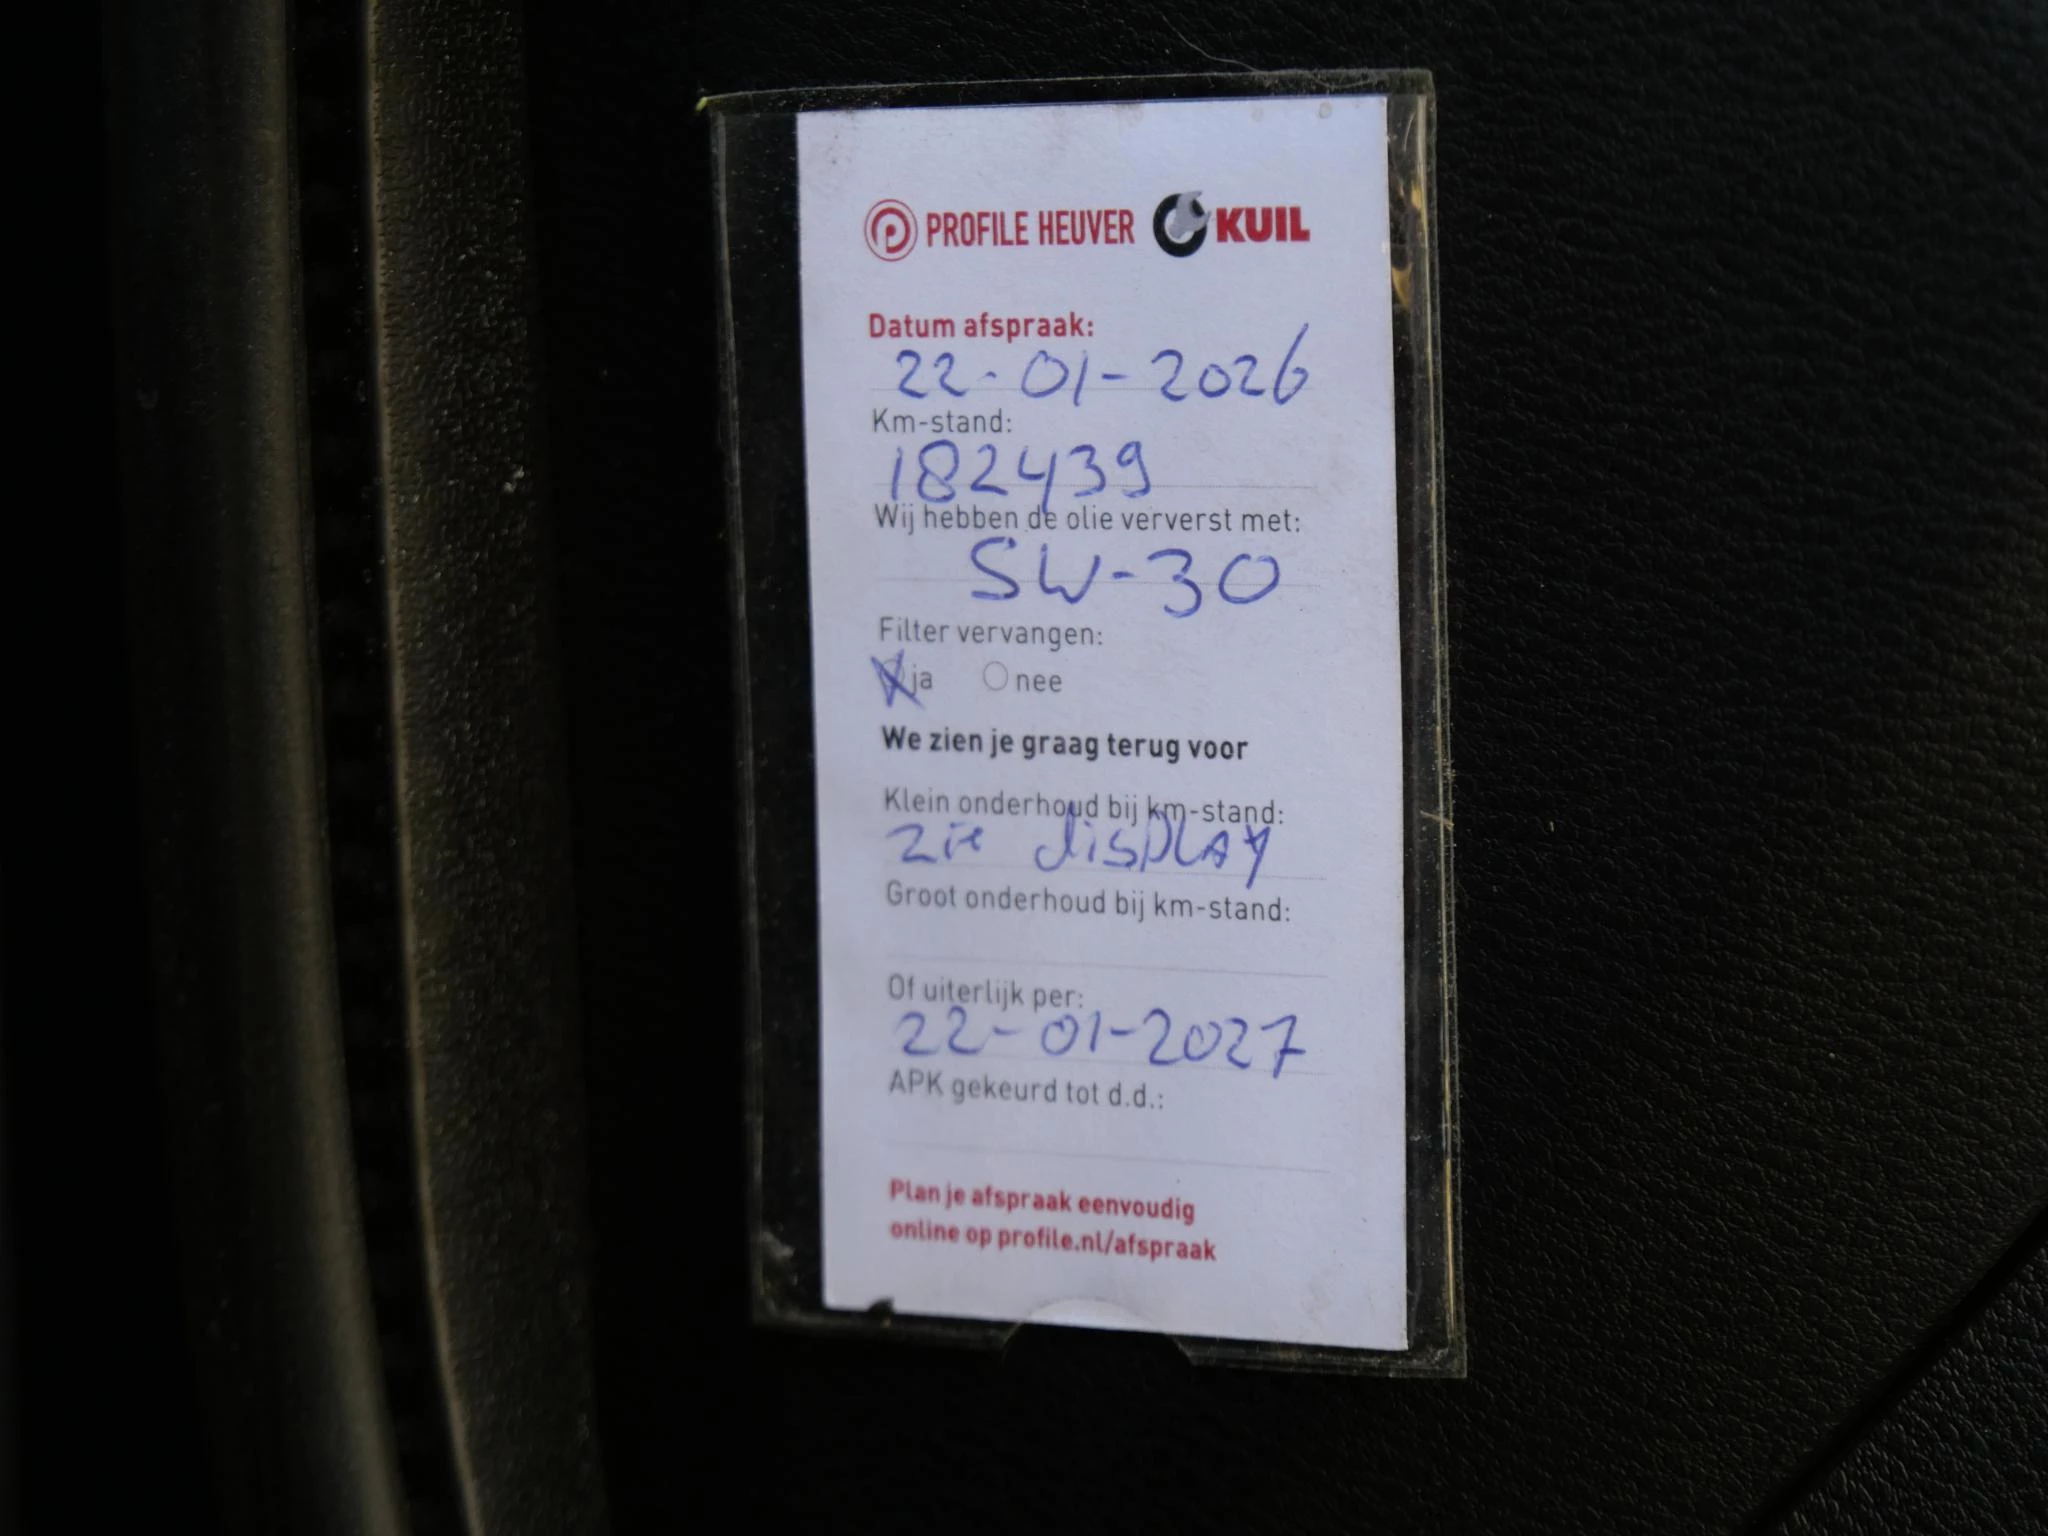 PROFILE HEUVER KUIL
Datum afspraak:
22-01-2026
Km-stand:
182439
Wij hebben de olie ververst met:
5W-30
Filter vervangen:
ja nee
We zien je graag terug voor
Klein onderhoud bij km-stand:
zie display
Groot onderhoud bij km-stand:
Of uiterlijk per:
22-01-2027
APK gekeurd tot d.d.:
Plan je afspraak eenvoudig
online op profile.nl/afspraak